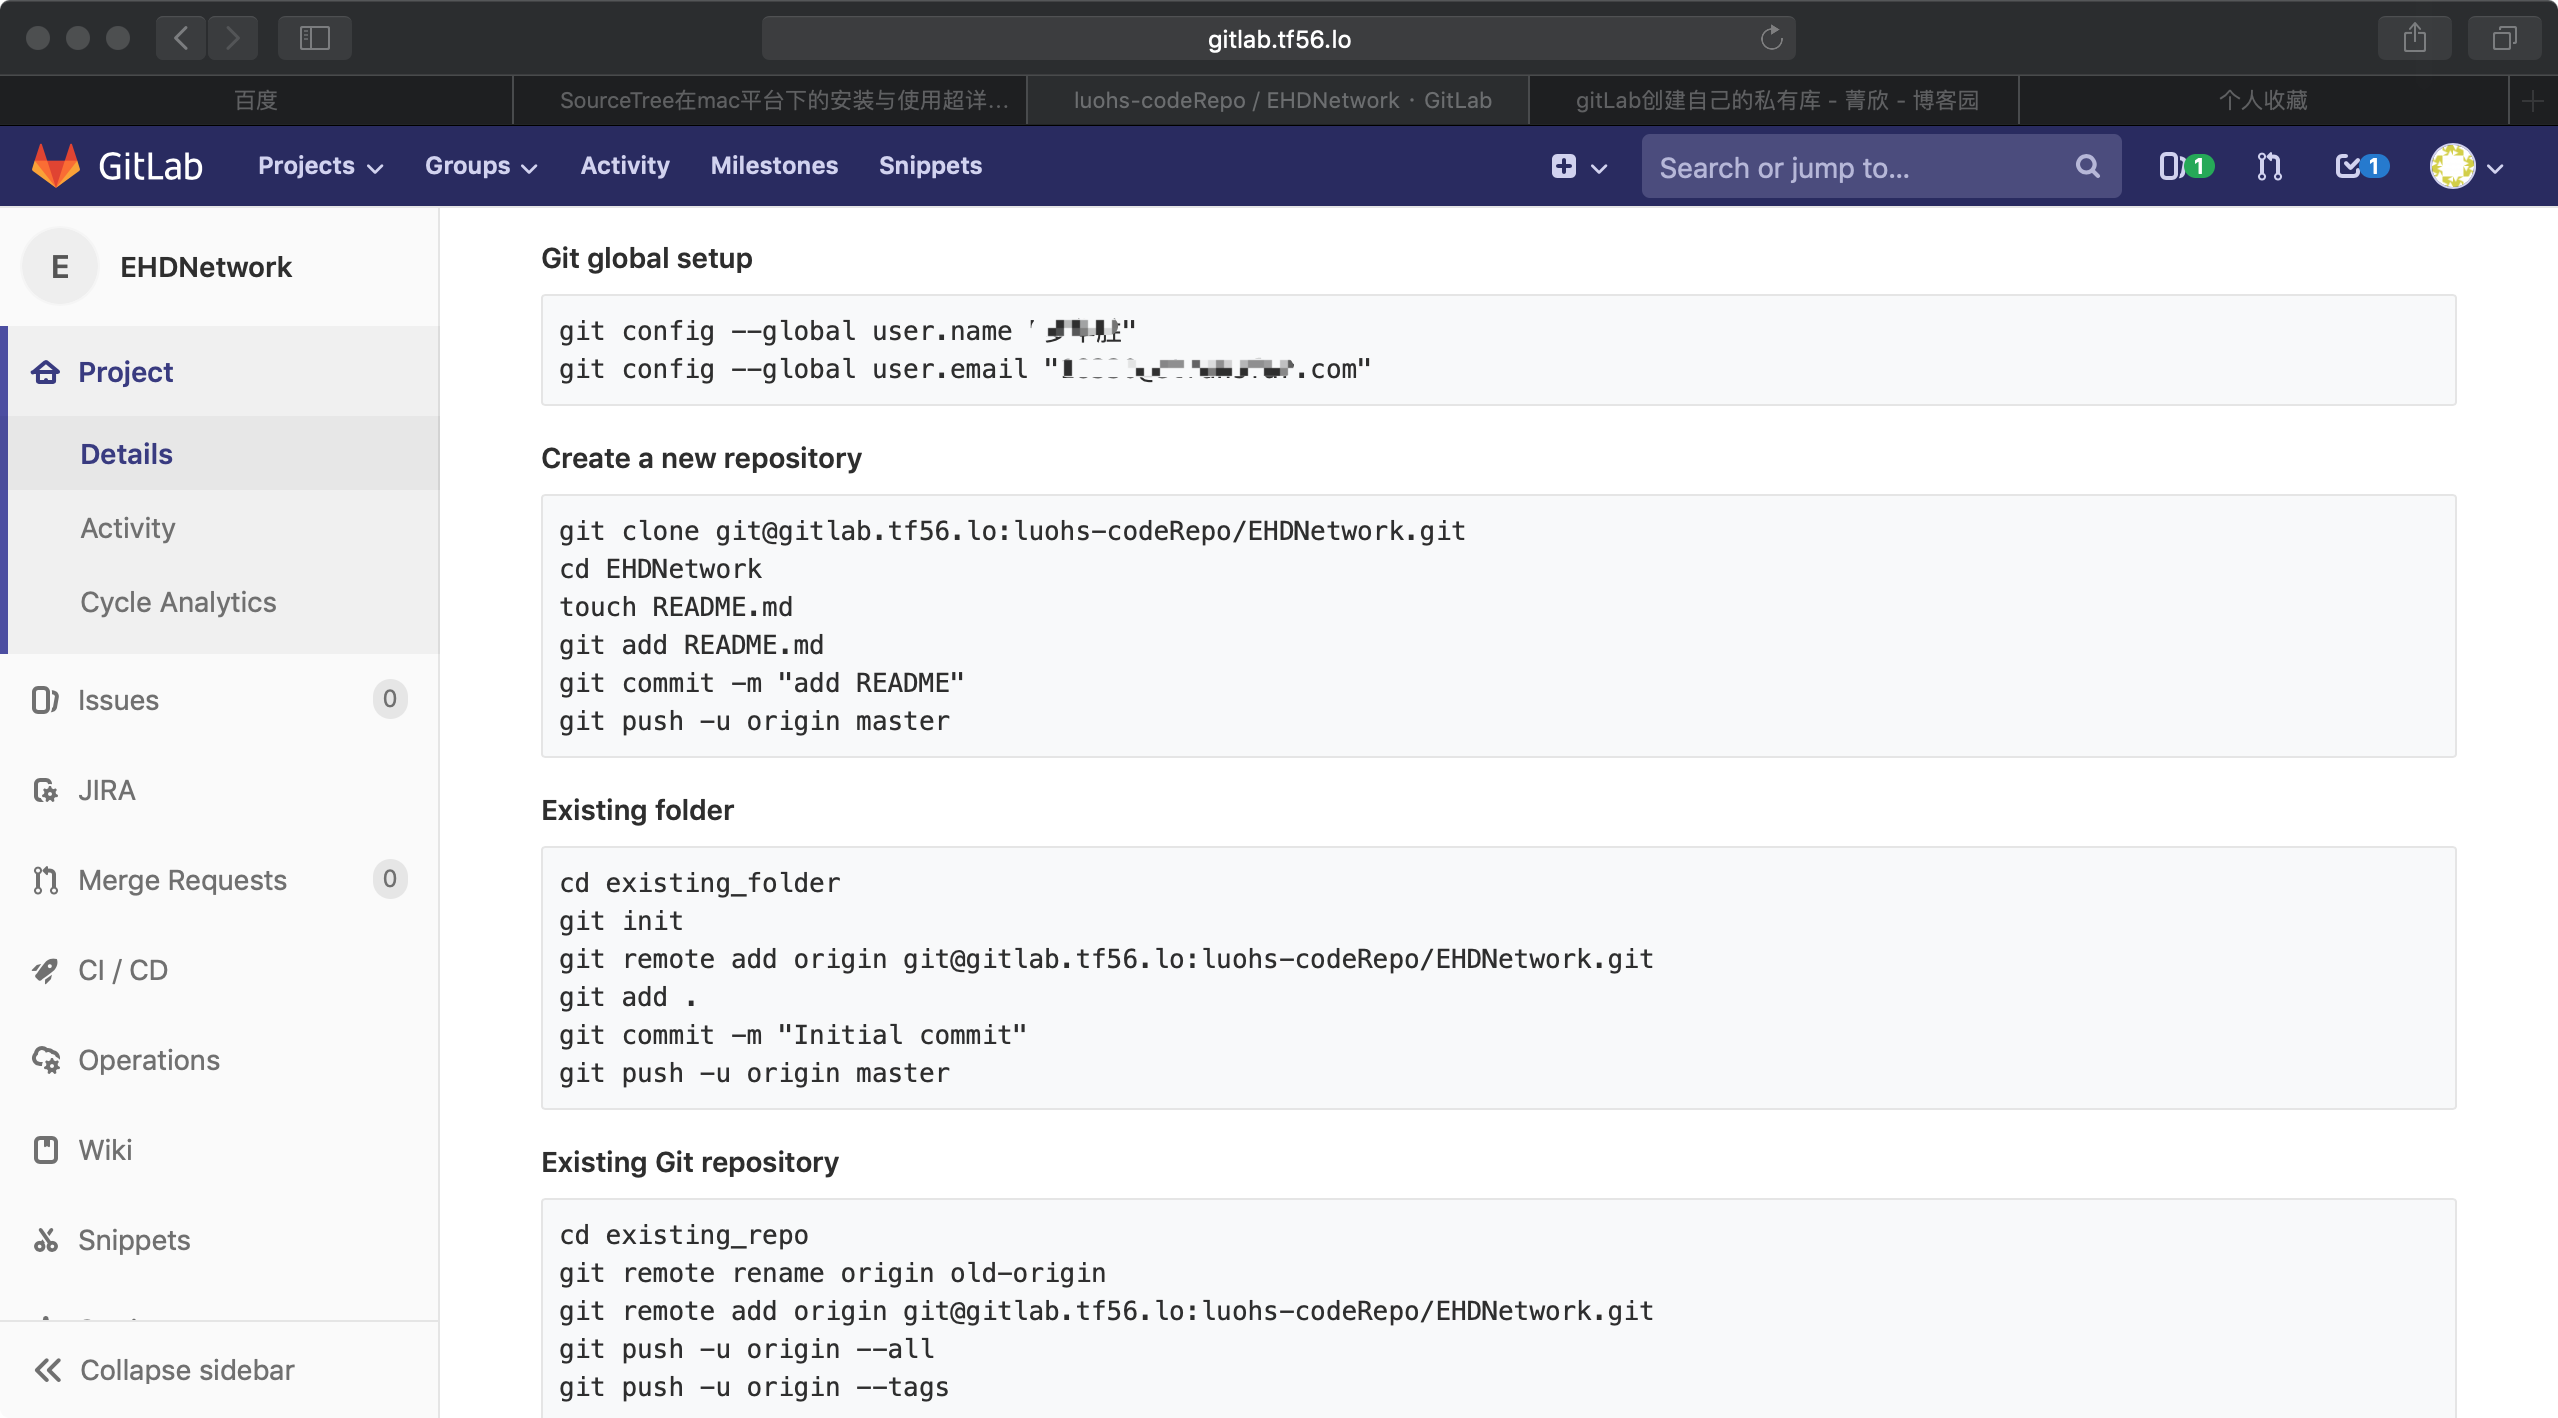 gitlab.tf56.lo
百度
SourceTree在mac平台下的安装与使用超详...
luohs-codeRepo / EHDNetwork · GitLab
gitLab创建自己的私有库 - 菁欣 - 博客园
个人收藏
GitLab
Projects
Groups
Activity
Milestones
Snippets
Search or jump to...
1
1
E
EHDNetwork
Project
Details
Activity
Cycle Analytics
Issues
0
JIRA
Merge Requests
0
CI / CD
Operations
Wiki
Snippets
Collapse sidebar
Git global setup
git config --global user.name
git config --global user.email ".com"
Create a new repository
git clone git@gitlab.tf56.lo:luohs-codeRepo/EHDNetwork.git
cd EHDNetwork
touch README.md
git add README.md
git commit -m "add README"
git push -u origin master
Existing folder
cd existing_folder
git init
git remote add origin git@gitlab.tf56.lo:luohs-codeRepo/EHDNetwork.git
git add .
git commit -m "Initial commit"
git push -u origin master
Existing Git repository
cd existing_repo
git remote rename origin old-origin
git remote add origin git@gitlab.tf56.lo:luohs-codeRepo/EHDNetwork.git
git push -u origin --all
git push -u origin --tags